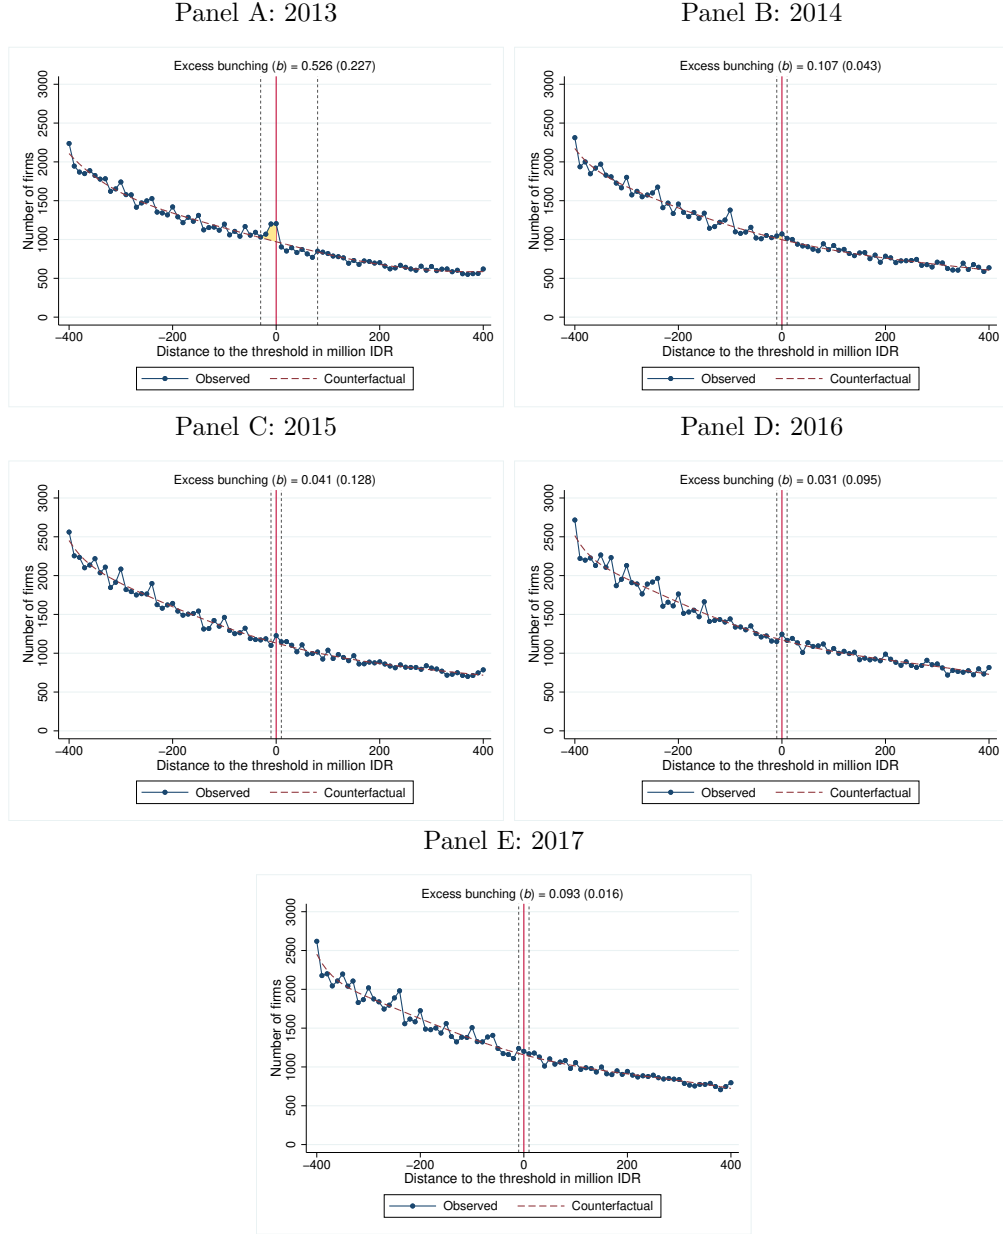 Panel A: 2013
Excess bunching (b) = 0.526 (0.227)
Number of firms
3000
2500
2000
1500
1000
500
0
−400
−200
0
200
400
Distance to the threshold in million IDR
Observed
Counterfactual
Panel B: 2014
Excess bunching (b) = 0.107 (0.043)
Number of firms
3000
2500
2000
1500
1000
500
0
−400
−200
0
200
400
Distance to the threshold in million IDR
Observed
Counterfactual
Panel C: 2015
Excess bunching (b) = 0.041 (0.128)
Number of firms
3000
2500
2000
1500
1000
500
0
−400
−200
0
200
400
Distance to the threshold in million IDR
Observed
Counterfactual
Panel D: 2016
Excess bunching (b) = 0.031 (0.095)
Number of firms
3000
2500
2000
1500
1000
500
0
−400
−200
0
200
400
Distance to the threshold in million IDR
Observed
Counterfactual
Panel E: 2017
Excess bunching (b) = 0.093 (0.016)
Number of firms
3000
2500
2000
1500
1000
500
0
−400
−200
0
200
400
Distance to the threshold in million IDR
Observed
Counterfactual